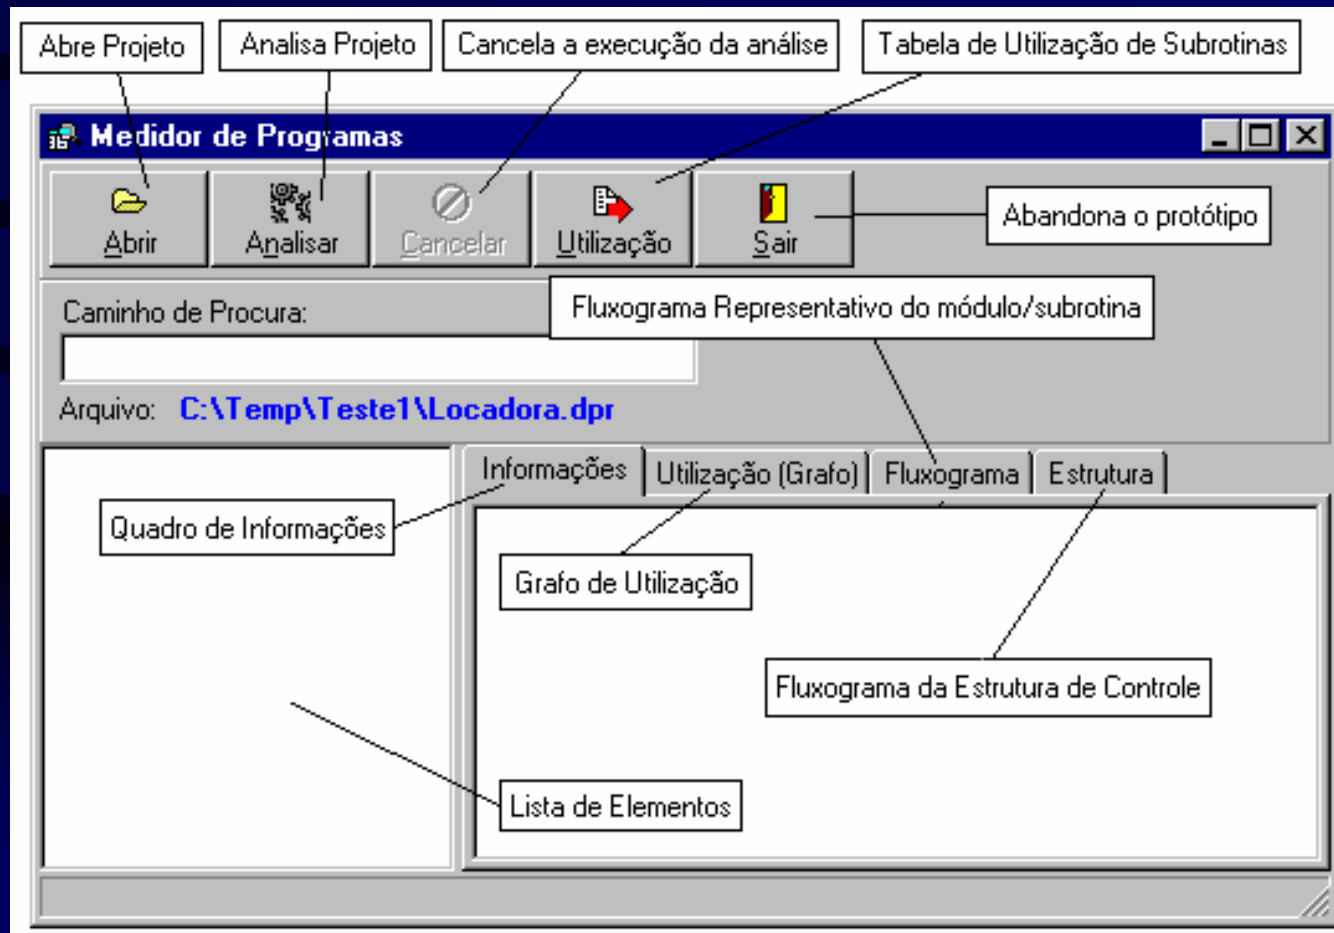 Abre Projeto
Analisa Projeto
Cancela a execução da análise
Tabela de Utilização de Subrotinas
Medidor de Programas
Abrir
Analisar
Cancelar
Utilização
Sair
Abandona o protótipo
Fluxograma Representativo do módulo/subrotina
Caminho de Procura:
Arquivo: C:\Temp\Teste1\Locadora.dpr
Informações
Utilização (Grafo)
Fluxograma
Estrutura
Quadro de Informações
Grafo de Utilização
Fluxograma da Estrutura de Controle
Lista de Elementos